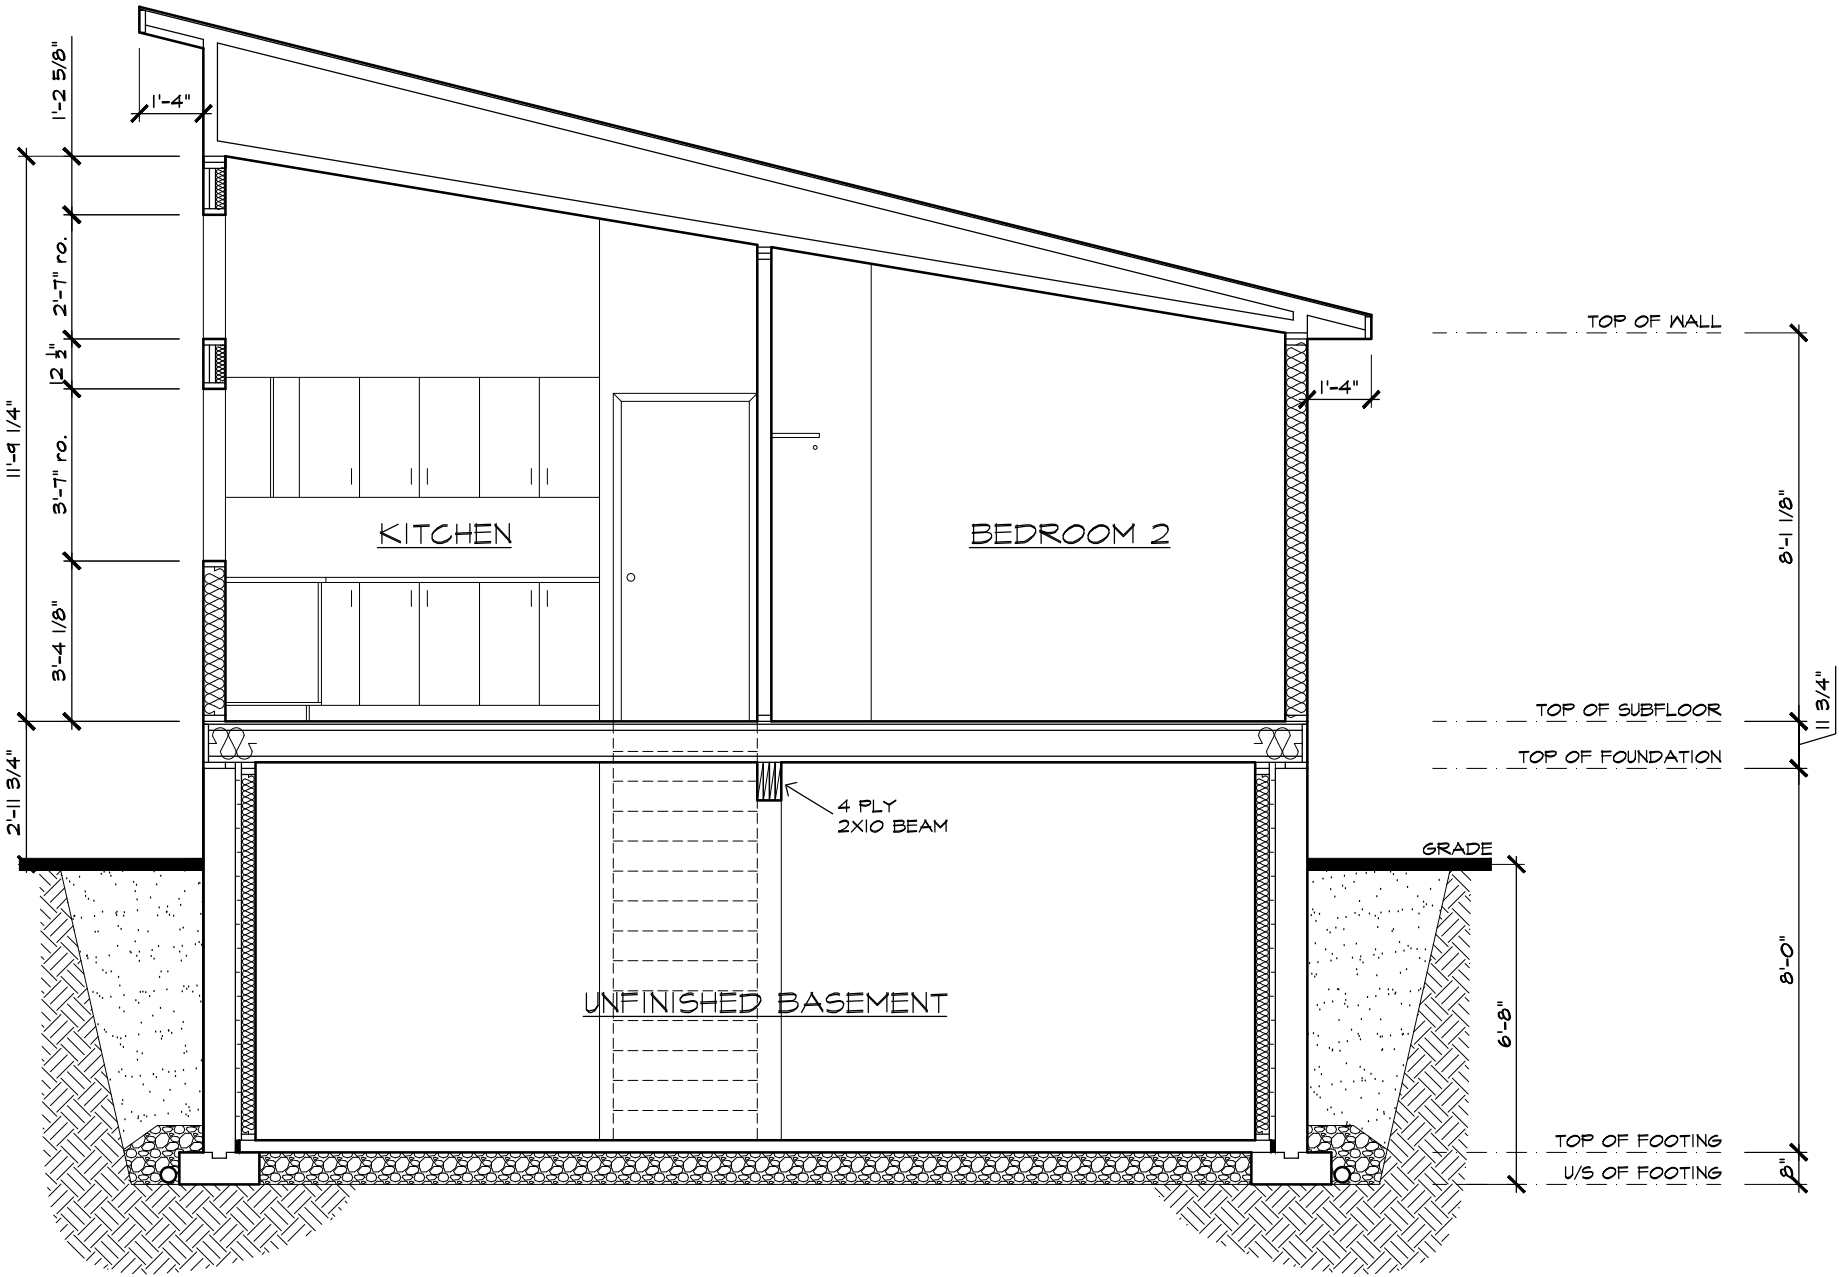 1'-2 5/8"
1'-4"
2'-7" ro.
12 1/2"
3'-7" ro.
11'-9 1/4"
3'-4 1/8"
2'-11 3/4"
KITCHEN
BEDROOM 2
TOP OF WALL
1'-4"
8'-1 1/8"
TOP OF SUBFLOOR
11 3/4"
TOP OF FOUNDATION
4 PLY
2X10 BEAM
GRADE
8'-0"
6'-8"
UNFINISHED BASEMENT
TOP OF FOOTING
U/S OF FOOTING
8"